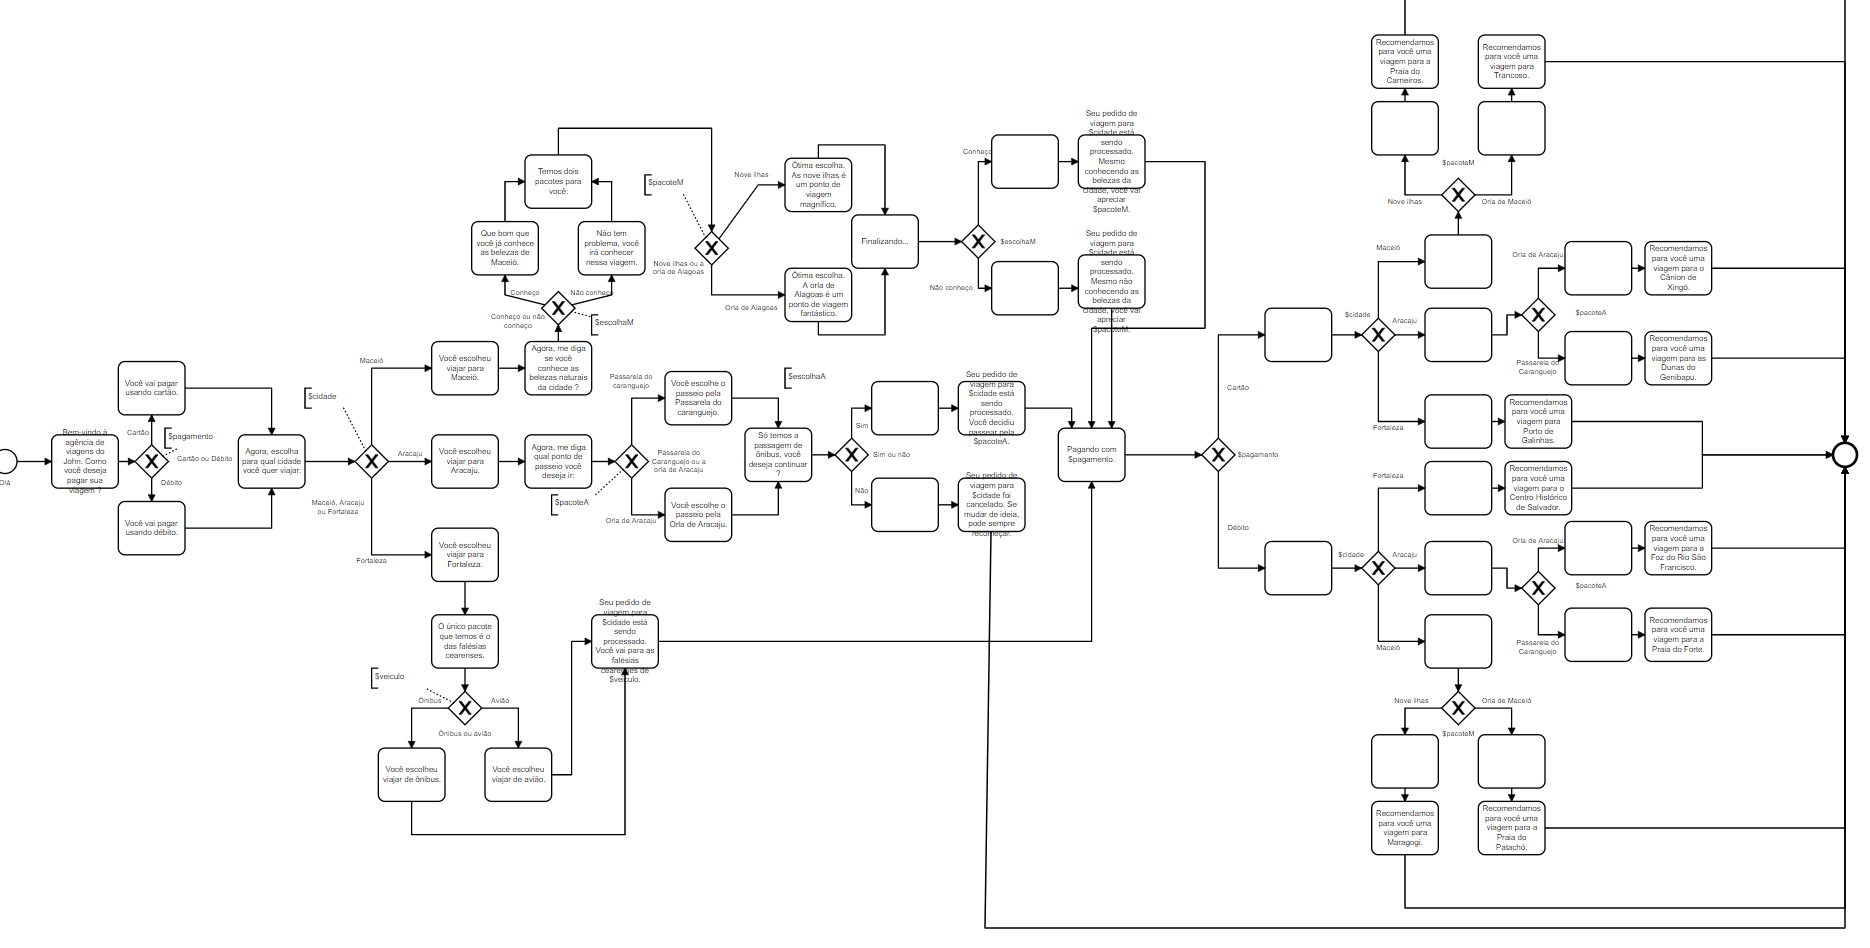 Olá
Bem-vindo à
agência de
viagens do
John. Como
você deseja
pagar sua
viagem ?
Você vai pagar
usando cartão.
Cartão
$pagamento
Cartão ou Débito
Débito
Você vai pagar
usando débito.
Agora, escolha
para qual cidade
você quer viajar:
$cidade
Maceió
Aracaju
Maceió, Aracaju
ou Fortaleza
Fortaleza
Você escolheu
viajar para
Maceió.
Agora, me diga
se você
conhece as
belezas naturais
da cidade ?
Conheço
Não conheço
Conheço ou não
conheço
$escolhaM
Que bom que
você já conhece
as belezas de
Maceió.
Não tem
problema, você
irá conhecer
nessa viagem.
Temos dois
pacotes para
você:
$pacoteM
Nove ilhas
Nove ilhas ou a
orla de Alagoas
Orla de Alagoas
Ótima escolha.
As nove ilhas é
um ponto de
viagem
magnífico.
Ótima escolha.
A orla de
Alagoas é um
ponto de viagem
fantástico.
Finalizando...
Conheço
$escolhaM
Não conheço
Seu pedido de
viagem para
$cidade está
sendo
processado.
Mesmo
conhecendo as
belezas da
cidade, você vai
apreciar
$pacoteM.
Seu pedido de
viagem para
$cidade está
sendo
processado.
Mesmo não
conhecendo as
belezas da
cidade, você vai
apreciar
$pacoteM.
Você escolheu
viajar para
Aracaju.
Agora, me diga
qual ponto de
passeio você
deseja ir:
$pacoteA
Passarela do
caranguejo
Passarela do
Caranguejo ou a
orla de Aracaju
Orla de Aracaju
Você escolhe o
passeio pela
Passarela do
caranguejo.
Você escolhe o
passeio pela
Orla de Aracaju.
$escolhaA
Só temos a
passagem de
ônibus, você
deseja continuar
?
Sim
Sim ou não
Não
Seu pedido de
viagem para
$cidade está
sendo
processado.
Você decidiu
passear pela
$pacoteA.
Seu pedido de
viagem para
$cidade foi
cancelado. Se
mudar de ideia,
pode sempre
recomeçar.
Você escolheu
viajar para
Fortaleza.
O único pacote
que temos é o
das falésias
cearenses.
$veiculo
Ônibus
Avião
Ônibus ou avião
Você escolheu
viajar de ônibus.
Você escolheu
viajar de avião.
Seu pedido de
viagem para
$cidade está
sendo
processado.
Você vai para as
falésias
cearenses de
$veiculo.
Pagando com
$pagamento.
Cartão
$pagamento
Débito
$cidade
Maceió
Aracaju
Fortaleza
Recomendamos
para você uma
viagem para a
Praia do
Carneiros.
Recomendamos
para você uma
viagem para
Trancoso.
$pacoteM
Nove ilhas
Orla de Maceió
Orla de Aracaju
$pacoteA
Passarela do
Caranguejo
Recomendamos
para você uma
viagem para o
Cânion de
Xingó.
Recomendamos
para você uma
viagem para as
Dunas do
Genibapu.
Recomendamos
para você uma
viagem para
Porto de
Galinhas.
$cidade
Fortaleza
Aracaju
Maceió
Recomendamos
para você uma
viagem para o
Centro Histórico
de Salvador.
Orla de Aracaju
$pacoteA
Passarela do
Caranguejo
Recomendamos
para você uma
viagem para a
Foz do Rio São
Francisco.
Recomendamos
para você uma
viagem para a
Praia do Forte.
Nove ilhas
Orla de Maceió
$pacoteM
Recomendamos
para você uma
viagem para
Maragogi.
Recomendamos
para você uma
viagem para a
Praia do
Patachó.